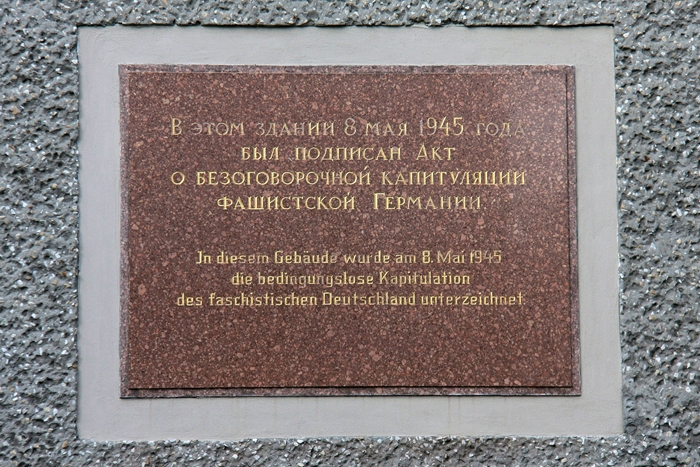 В этом здании 8 мая 1945 года
был подписан Акт
о безоговорочной капитуляции
фашистской Германии.
In diesem Gebäude wurde am 8. Mai 1945
die bedingungslose Kapitulation
des faschistischen Deutschland unterzeichnet